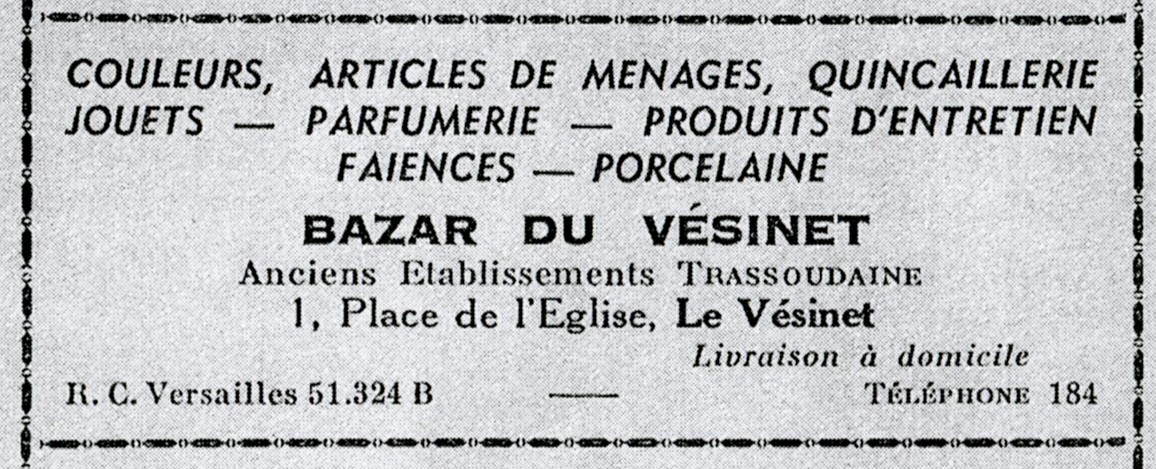 COULEURS, ARTICLES DE MENAGES, QUINCAILLERIE
JOUETS — PARFUMERIE — PRODUITS D'ENTRETIEN
FAIENCES — PORCELAINE
BAZAR DU VÉSINET
Anciens Etablissements TRASSOUDAINE
1, Place de l'Eglise, Le Vésinet
Livraison à domicile
R. C. Versailles 51.324 B — TÉLÉPHONE 184